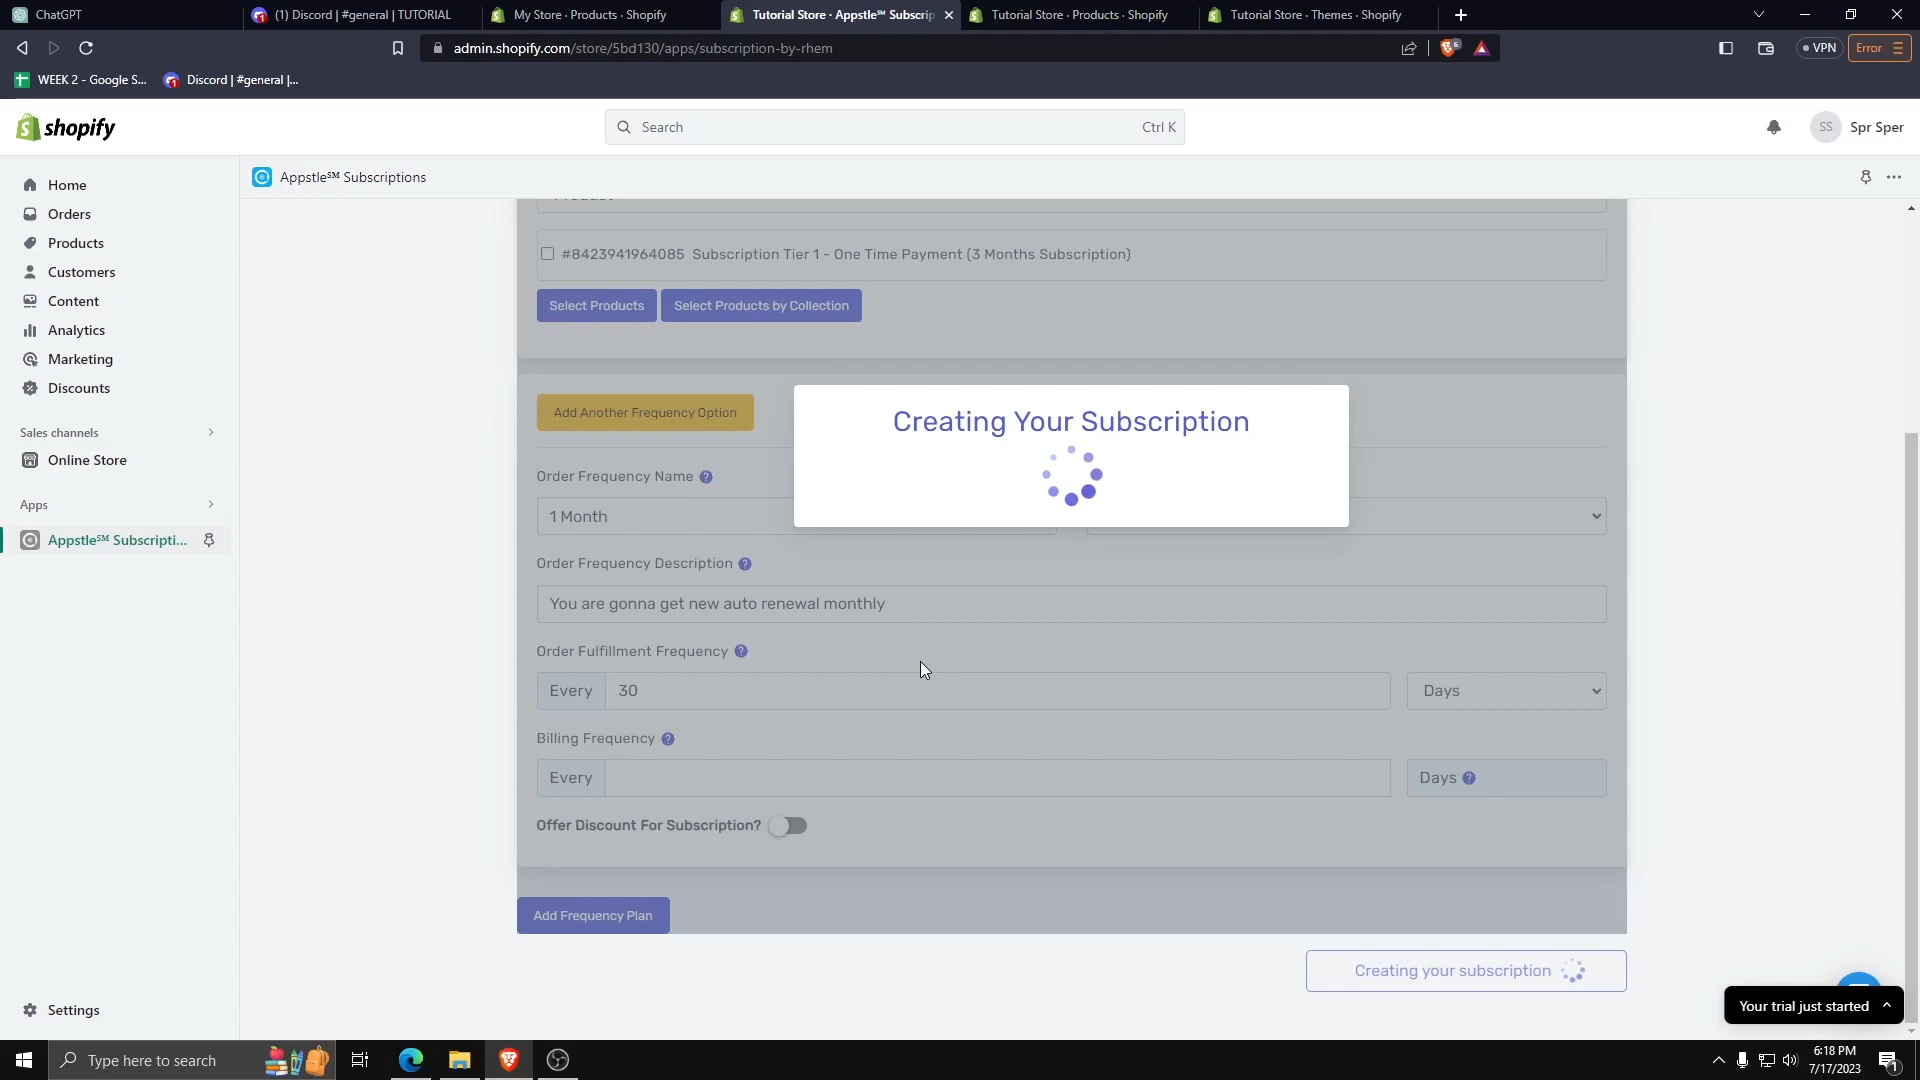 ChatGPT
(1) Discord | #general | TUTORIAL
My Store · Products · Shopify
Tutorial Store · Appstle℠ Subscrip
Tutorial Store · Products · Shopify
Tutorial Store · Themes · Shopify
admin.shopify.com/store/5bd130/apps/subscription-by-rhem
6
VPN
Error
WEEK 2 - Google S...
Discord | #general |...
shopify
Search
Ctrl K
SS
Spr Sper
Appstle℠ Subscriptions
Home
Orders
Products
Customers
Content
Analytics
Marketing
Discounts
Sales channels
Online Store
Apps
Appstle℠ Subscripti...
Settings
#8423941964085 Subscription Tier 1 - One Time Payment (3 Months Subscription)
Select Products
Select Products by Collection
Add Another Frequency Option
Creating Your Subscription
Order Frequency Name ?
1 Month
Order Frequency Description ?
You are gonna get new auto renewal monthly
Order Fulfillment Frequency ?
Every 30
Days
Billing Frequency ?
Every
Days ?
Offer Discount For Subscription?
Add Frequency Plan
Creating your subscription
Your trial just started
Type here to search
6:18 PM
7/17/2023
1